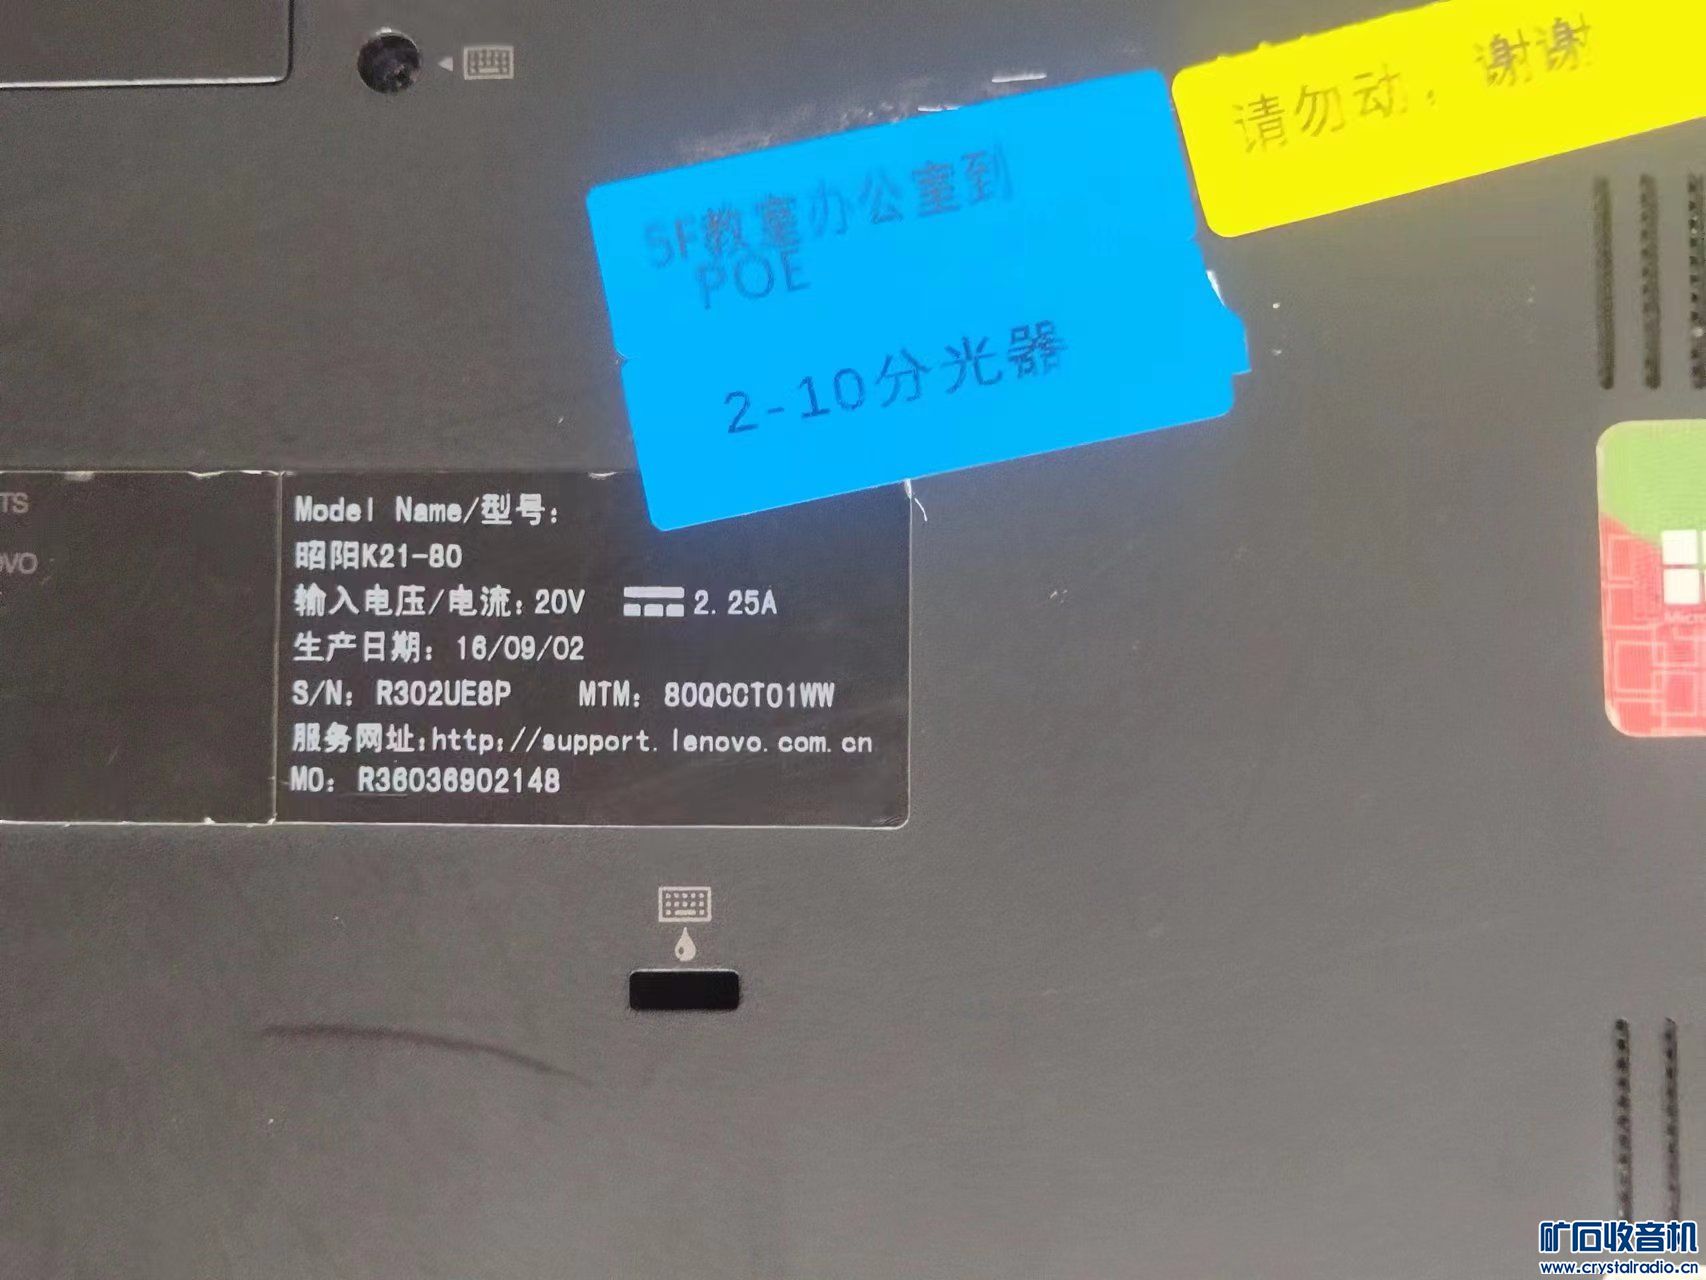 请勿动，谢谢
5F教室办公室到
POE
2-10分光器
TS
OVO
Model Name/型号:
昭阳K21-80
输入电压/电流: 20V 2.25A
生产日期: 16/09/02
S/N: R302UE8P MTM: 80QCCT01WW
服务网址:http://support.lenovo.com.cn
MO: R36036902148
矿石收音机
www.crystalradio.cn